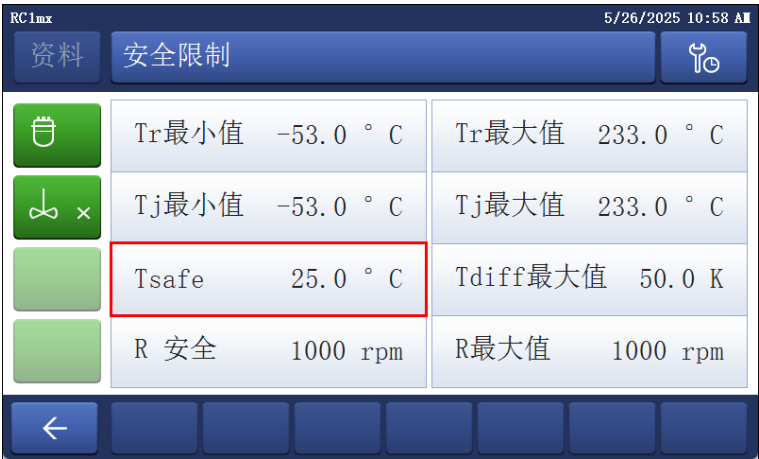 RC1mx 5/26/2025 10:58 AM
资料 安全限制
Tr最小值 -53.0 ° C Tr最大值 233.0 ° C
Tj最小值 -53.0 ° C Tj最大值 233.0 ° C
Tsafe 25.0 ° C Tdiff最大值 50.0 K
R 安全 1000 rpm R最大值 1000 rpm